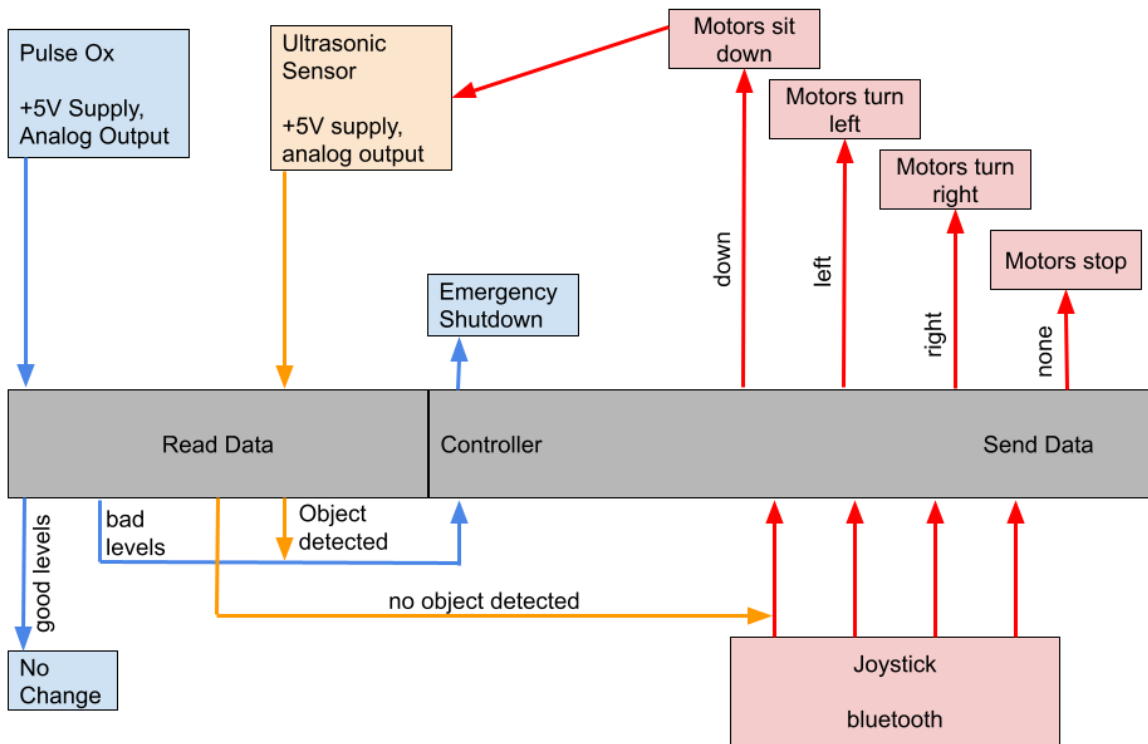 Pulse Ox
+5V Supply,
Analog Output
Ultrasonic
Sensor
+5V supply,
analog output
Motors sit
down
Motors turn
left
Motors turn
right
Motors stop
Emergency
Shutdown
down
left
right
none
Read Data
Controller
Send Data
good levels
bad
levels
Object
detected
no object detected
No
Change
Joystick
bluetooth